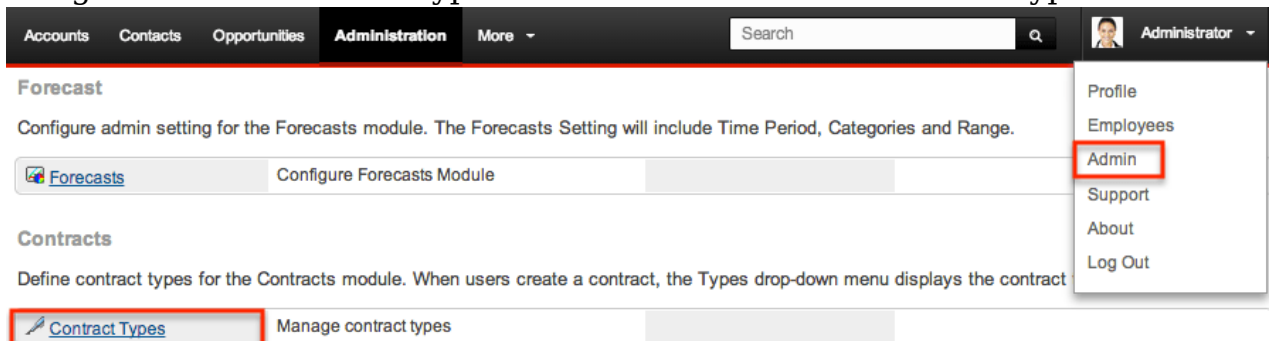 Accounts Contacts Opportunities Administration More Search Administrator
Profile
Employees
Admin
Support
About
Log Out
Forecast
Configure admin setting for the Forecasts module. The Forecasts Setting will include Time Period, Categories and Range.
Forecasts Configure Forecasts Module
Contracts
Define contract types for the Contracts module. When users create a contract, the Types drop-down menu displays the contract
Contract Types Manage contract types